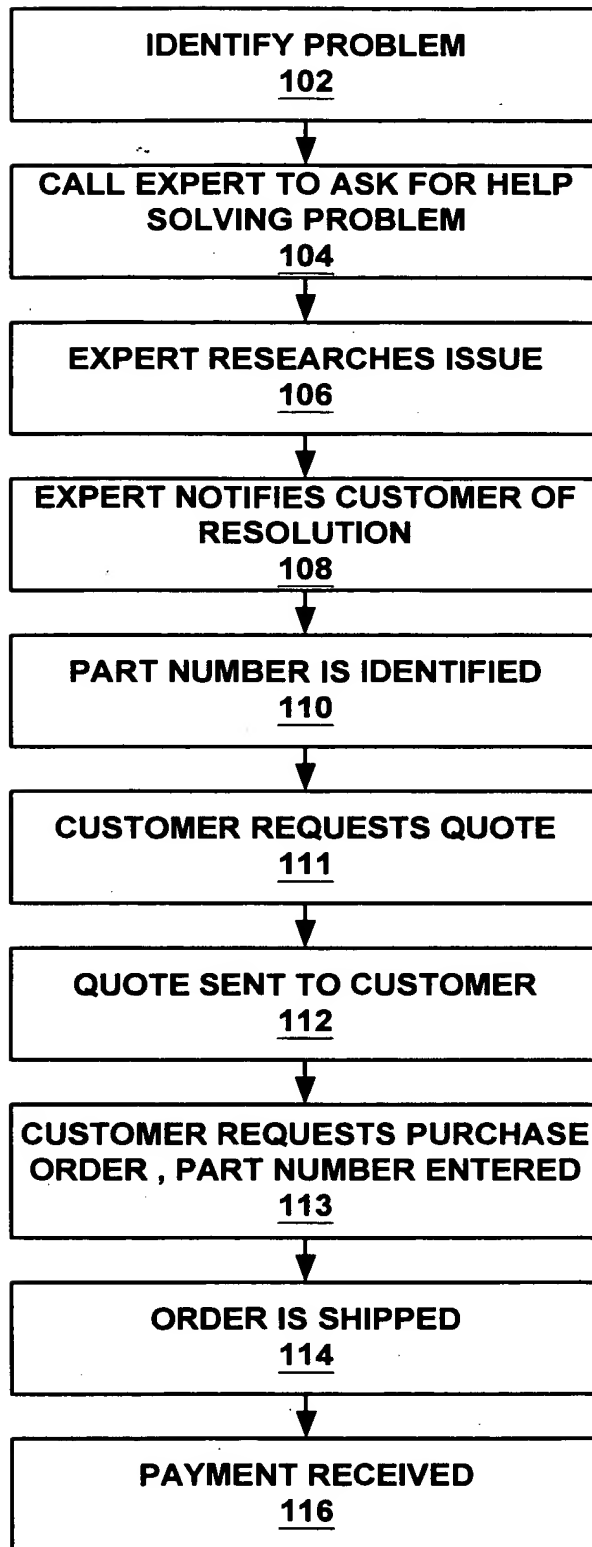 IDENTIFY PROBLEM
102
CALL EXPERT TO ASK FOR HELP
SOLVING PROBLEM
104
EXPERT RESEARCHES ISSUE
106
EXPERT NOTIFIES CUSTOMER OF
RESOLUTION
108
PART NUMBER IS IDENTIFIED
110
CUSTOMER REQUESTS QUOTE
111
QUOTE SENT TO CUSTOMER
112
CUSTOMER REQUESTS PURCHASE
ORDER , PART NUMBER ENTERED
113
ORDER IS SHIPPED
114
PAYMENT RECEIVED
116